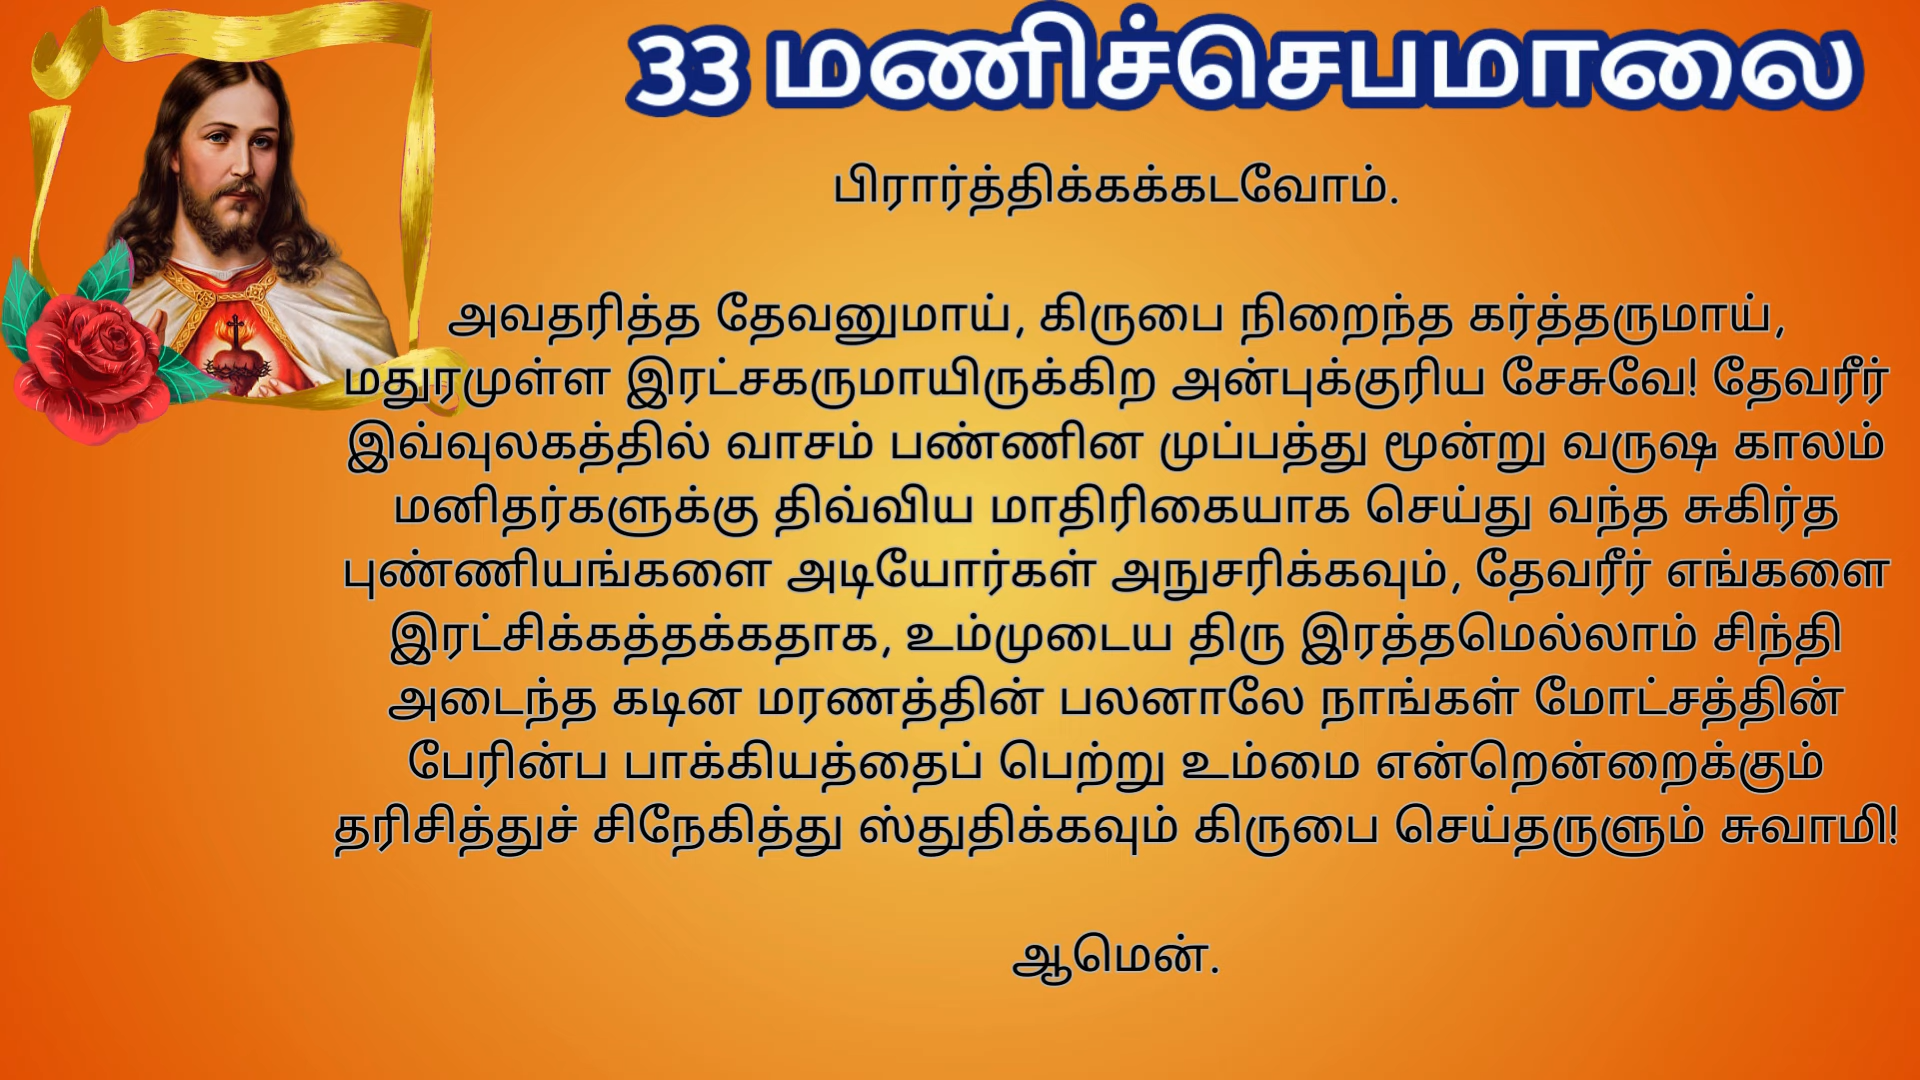 33 மணிச்செபமாலை
பிரார்த்திக்கக்கடவோம்.
அவதரித்த தேவனுமாய், கிருபை நிறைந்த கர்த்தருமாய்,
மதுரமுள்ள இரட்சகருமாயிருக்கிற அன்புக்குரிய சேசுவே! தேவரீர்
இவ்வுலகத்தில் வாசம் பண்ணின முப்பத்து மூன்று வருஷ காலம்
மனிதர்களுக்கு திவ்விய மாதிரிகையாக செய்து வந்த சுகிர்த
புண்ணியங்களை அடியோர்கள் அநுசரிக்கவும், தேவரீர் எங்களை
இரட்சிக்கத்தக்கதாக, உம்முடைய திரு இரத்தமெல்லாம் சிந்தி
அடைந்த கடின மரணத்தின் பலனாலே நாங்கள் மோட்சத்தின்
பேரின்ப பாக்கியத்தைப் பெற்று உம்மை என்றென்றைக்கும்
தரிசித்துச் சிநேகித்து ஸ்துதிக்கவும் கிருபை செய்தருளும் சுவாமி!
ஆமென்.